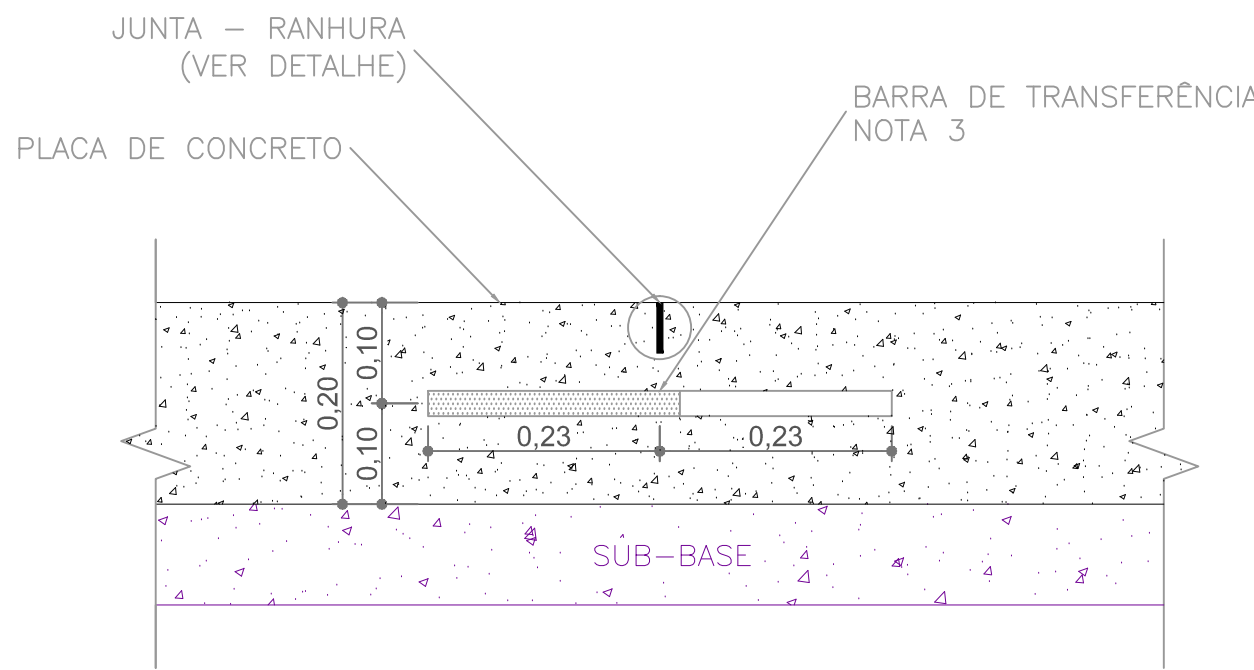 JUNTA – RANHURA
(VER DETALHE)
BARRA DE TRANSFERÊNCIA
NOTA 3
PLACA DE CONCRETO
0,10
0,20
0,10
0,23
0,23
SUB-BASE